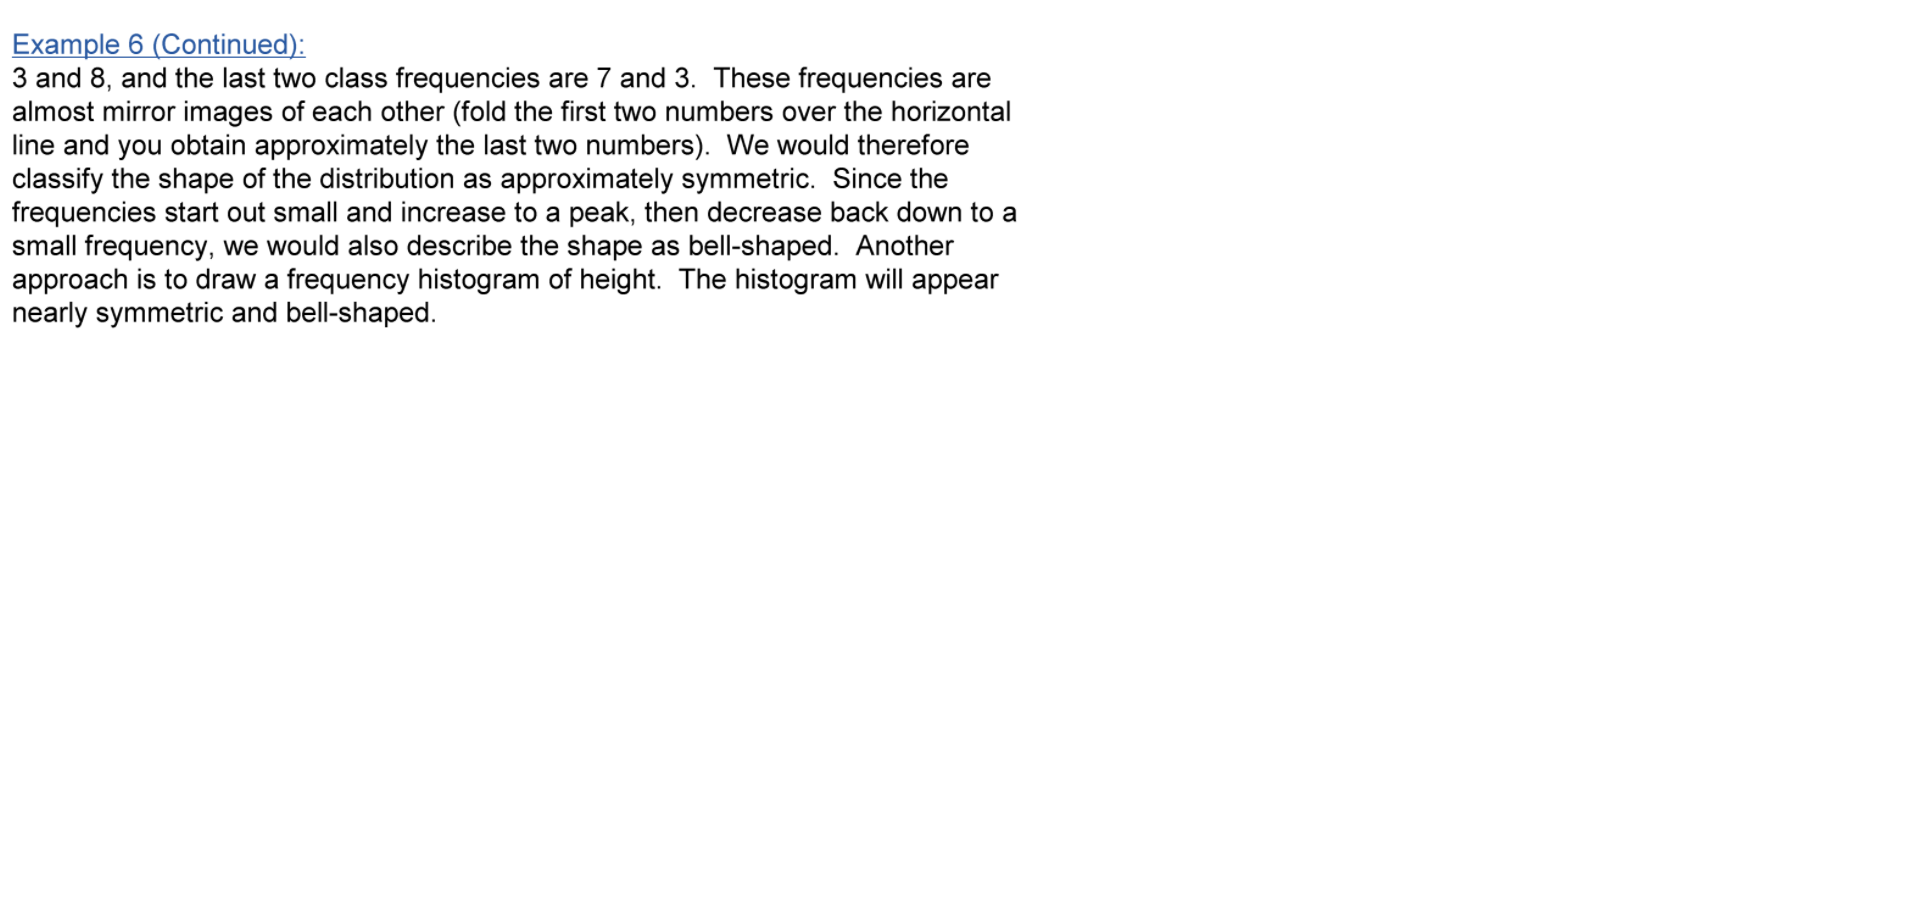 Example 6 (Continued):
3 and 8, and the last two class frequencies are 7 and 3.  These frequencies are
almost mirror images of each other (fold the first two numbers over the horizontal
line and you obtain approximately the last two numbers).  We would therefore
classify the shape of the distribution as approximately symmetric.  Since the
frequencies start out small and increase to a peak, then decrease back down to a
small frequency, we would also describe the shape as bell-shaped.  Another
approach is to draw a frequency histogram of height.  The histogram will appear
nearly symmetric and bell-shaped.